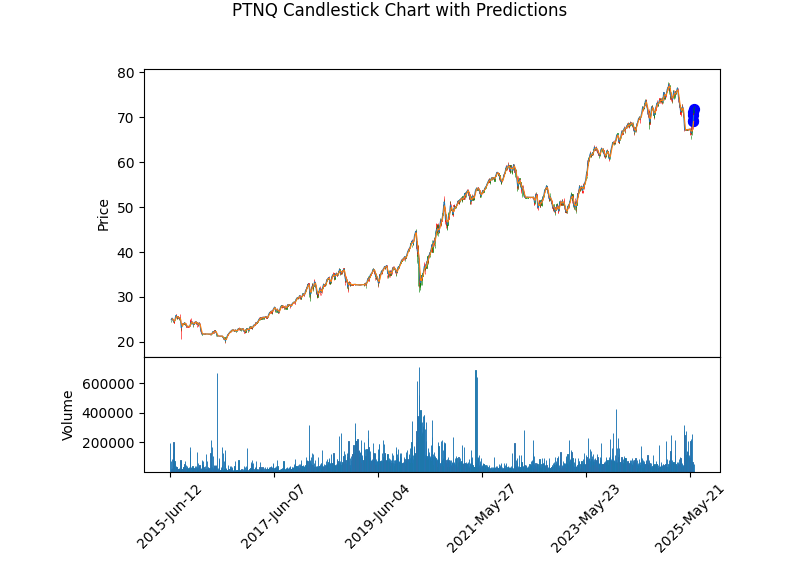 PTNQ Candlestick Chart with Predictions
80
70
60
50
40
30
20
Price
600000
400000
200000
Volume
2015-Jun-12
2017-Jun-07
2019-Jun-04
2021-May-27
2023-May-23
2025-May-21